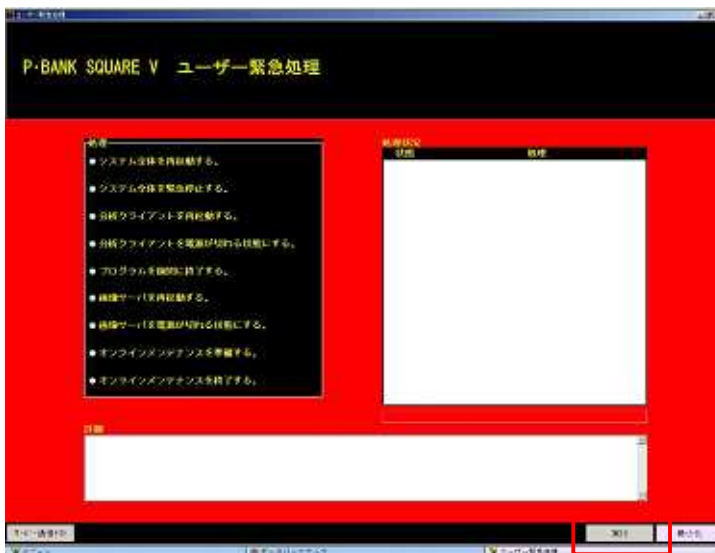 P・BANK SQUARE V ユーザー緊急処理
処理
処理状況
システム全体を再起動する。
状態 処理
システム全体を緊急停止する。
分析クライアントを再起動する。
分析クライアントを電源が切れる状態にする。
プログラムを強制に終了する。
画像サーバを再起動する。
画像サーバを電源が切れる状態にする。
オンラインメンテナンスを準備する。
オンラインメンテナンスを終了する。
詳細